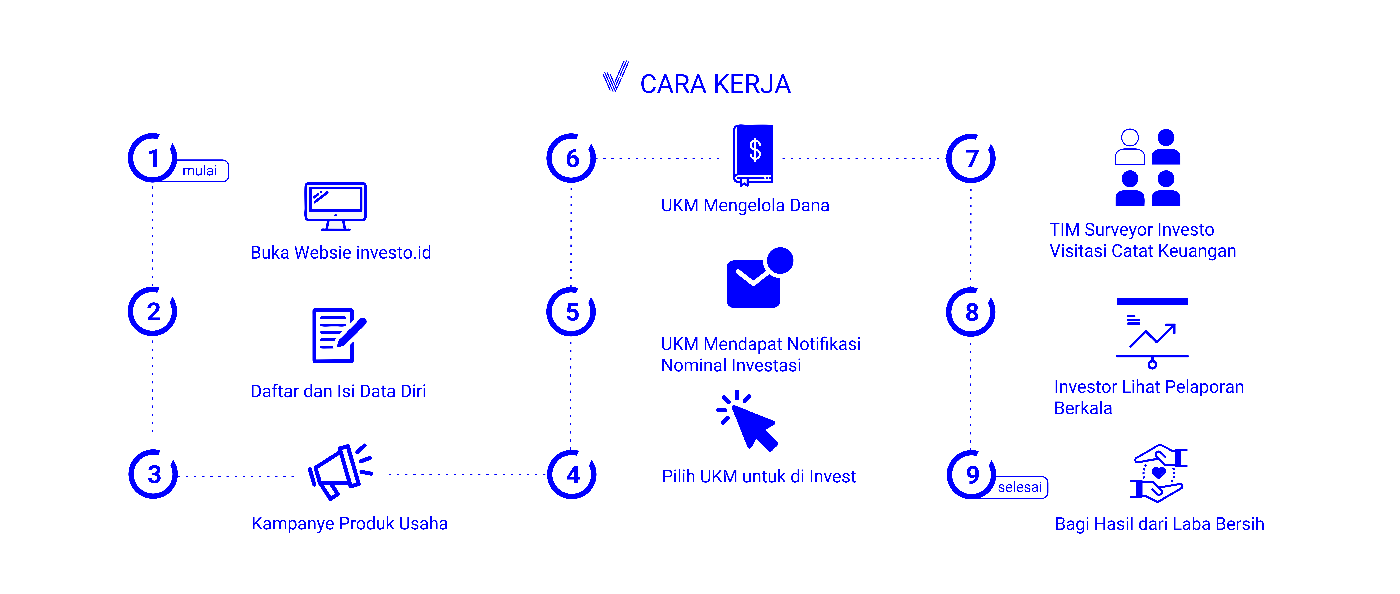 CARA KERJA
1
mulai
Buka Websie investo.id
2
Daftar dan Isi Data Diri
3
Kampanye Produk Usaha
4
Pilih UKM untuk di Invest
5
UKM Mendapat Notifikasi
Nominal Investasi
6
$
UKM Mengelola Dana
7
TIM Surveyor Investo
Visitasi Catat Keuangan
8
Investor Lihat Pelaporan
Berkala
9
selesai
Bagi Hasil dari Laba Bersih